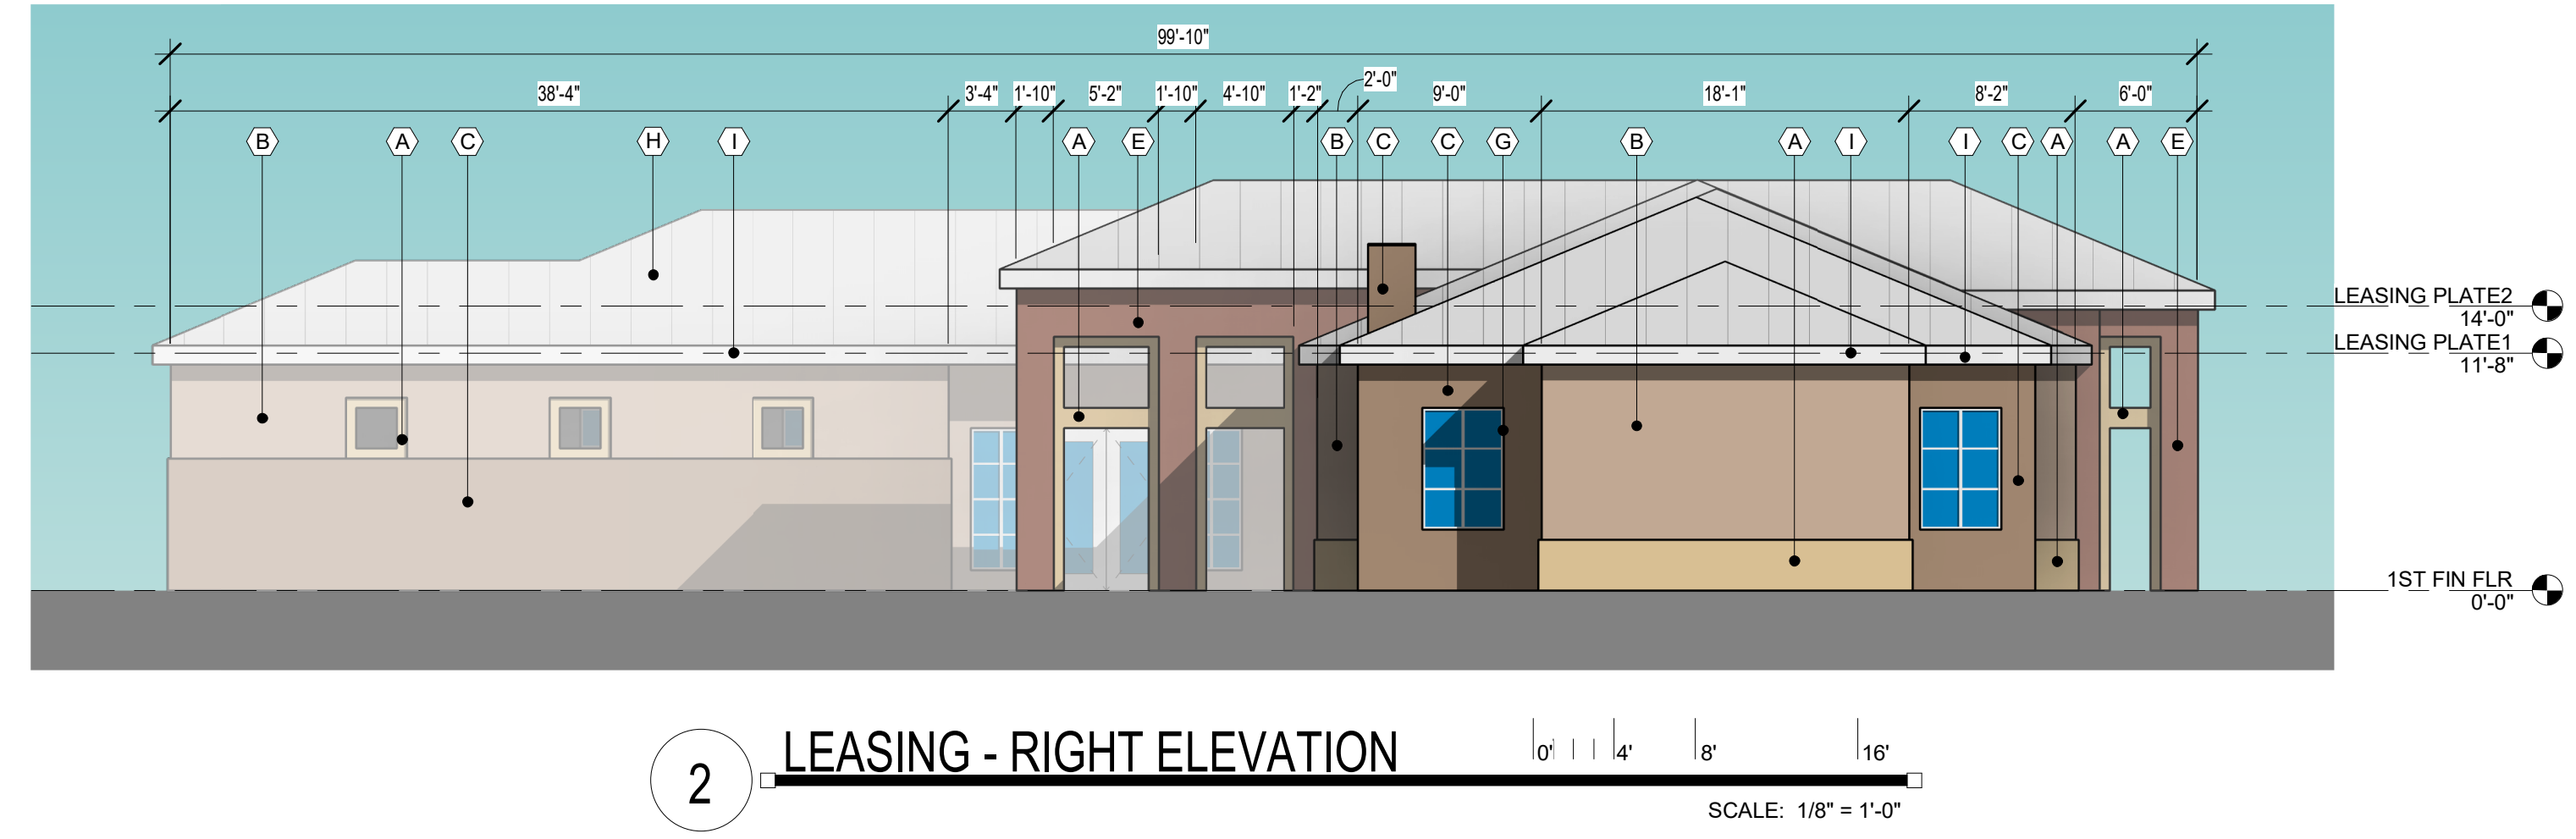 99'-10"
38'-4" 3'-4" 1'-10" 5'-2" 1'-10" 4'-10" 1'-2" 2'-0" 9'-0" 18'-1" 8'-2" 6'-0"
B A C H I A E B C C G B A I I C A A E
LEASING PLATE2
14'-0"
LEASING PLATE1
11'-8"
1ST FIN FLR
0'-0"
2 LEASING - RIGHT ELEVATION
0' 4' 8' 16'
SCALE: 1/8" = 1'-0"